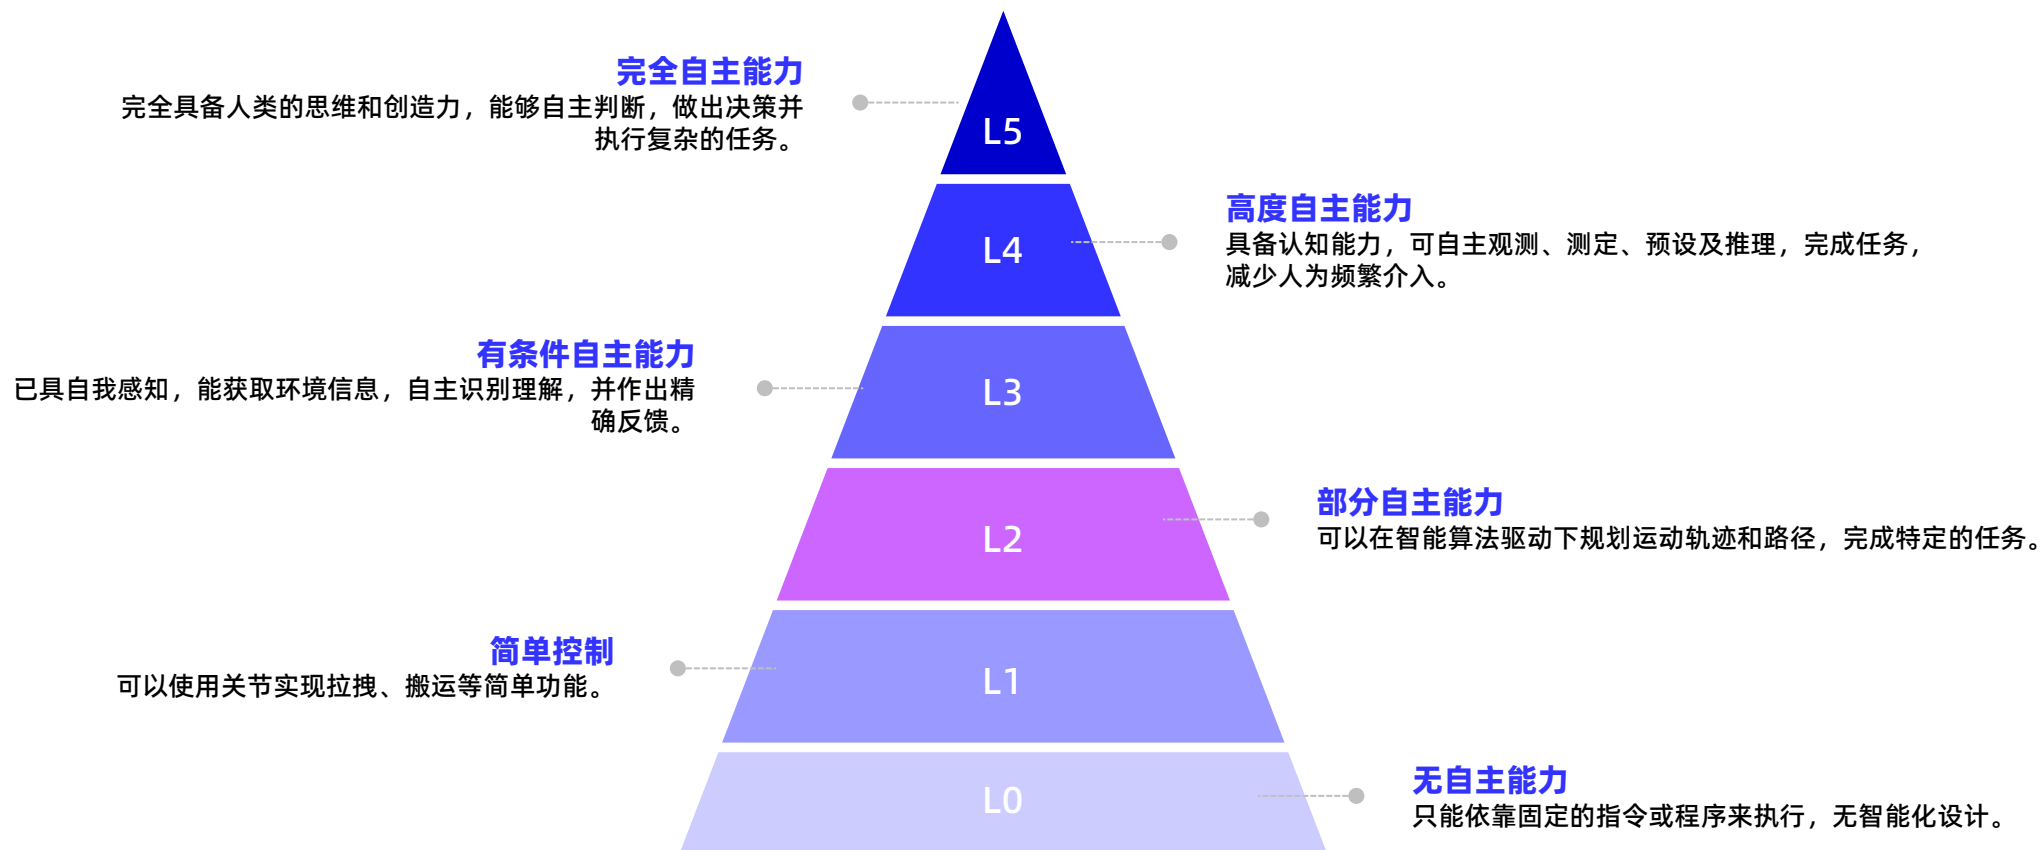 完全自主能力
完全具备人类的思维和创造力，能够自主判断，做出决策并
执行复杂的任务。
L5
高度自主能力
具备认知能力，可自主观测、测定、预设及推理，完成任务，
减少人为频繁介入。
L4
有条件自主能力
已具自我感知，能获取环境信息，自主识别理解，并作出精
确反馈。
L3
部分自主能力
可以在智能算法驱动下规划运动轨迹和路径，完成特定的任务。
L2
简单控制
可以使用关节实现拉拽、搬运等简单功能。
L1
无自主能力
只能依靠固定的指令或程序来执行，无智能化设计。
L0